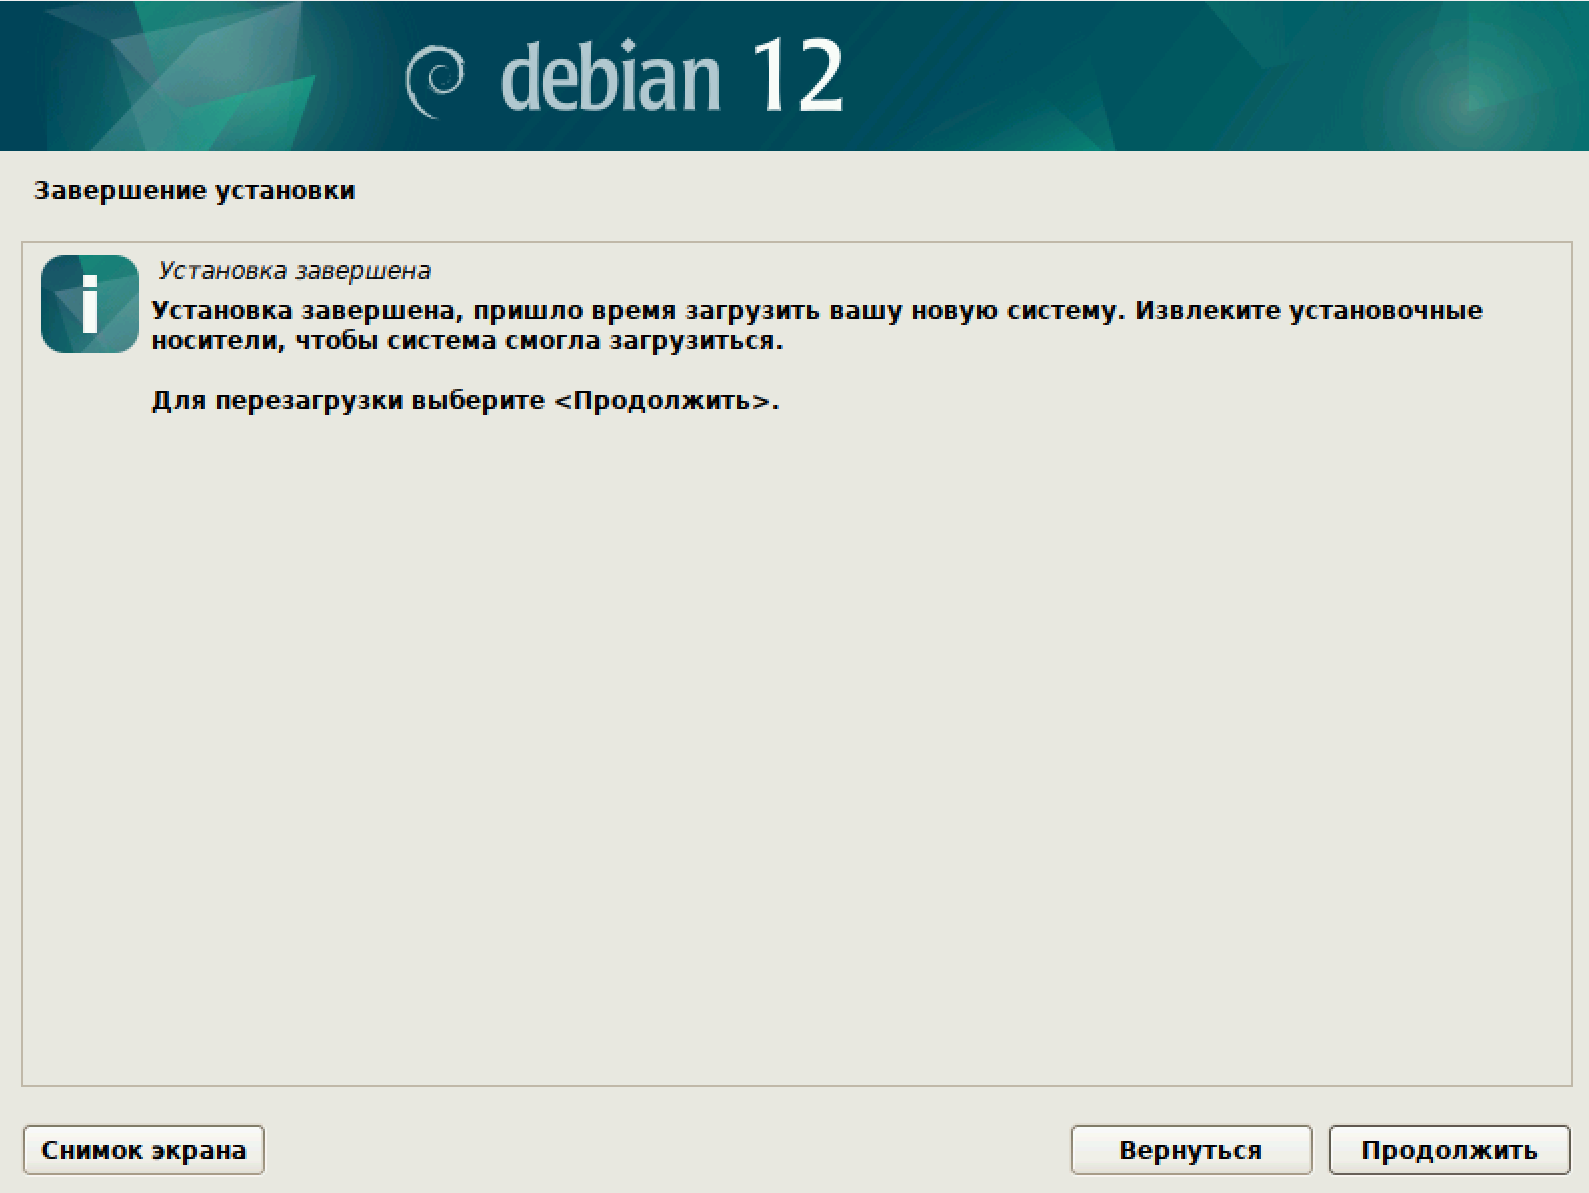 debian 12
Завершение установки
Установка завершена
Установка завершена, пришло время загрузить вашу новую систему. Извлеките установочные
носители, чтобы система смогла загрузиться.
Для перезагрузки выберите <Продолжить>.
Снимок экрана
Вернуться
Продолжить